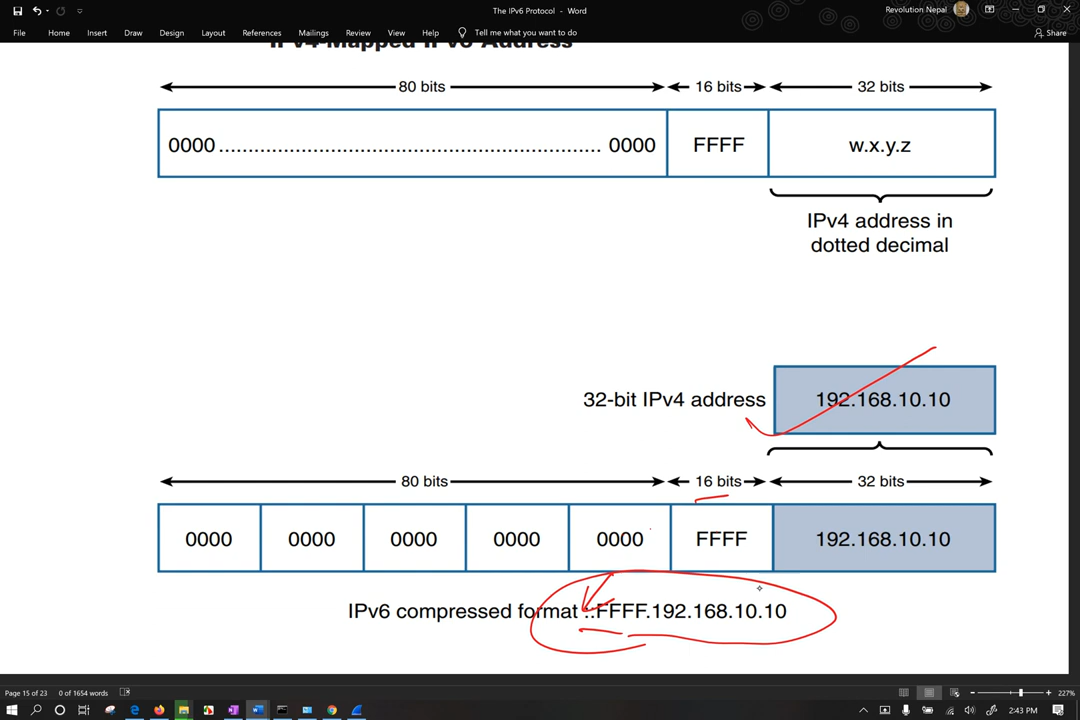 The IPv6 Protocol - Word
Revolution Nepal
File Home Insert Draw Design Layout References Mailings Review View Help Tell me what you want to do Share
IPv4-Mapped IPv6 Address
80 bits 16 bits 32 bits
0000 ................................................................ 0000 FFFF w.x.y.z
IPv4 address in
dotted decimal
32-bit IPv4 address 192.168.10.10
80 bits 16 bits 32 bits
0000 0000 0000 0000 0000 FFFF 192.168.10.10
IPv6 compressed format ::FFFF.192.168.10.10
Page 15 of 23 0 of 1654 words 227%
2:43 PM